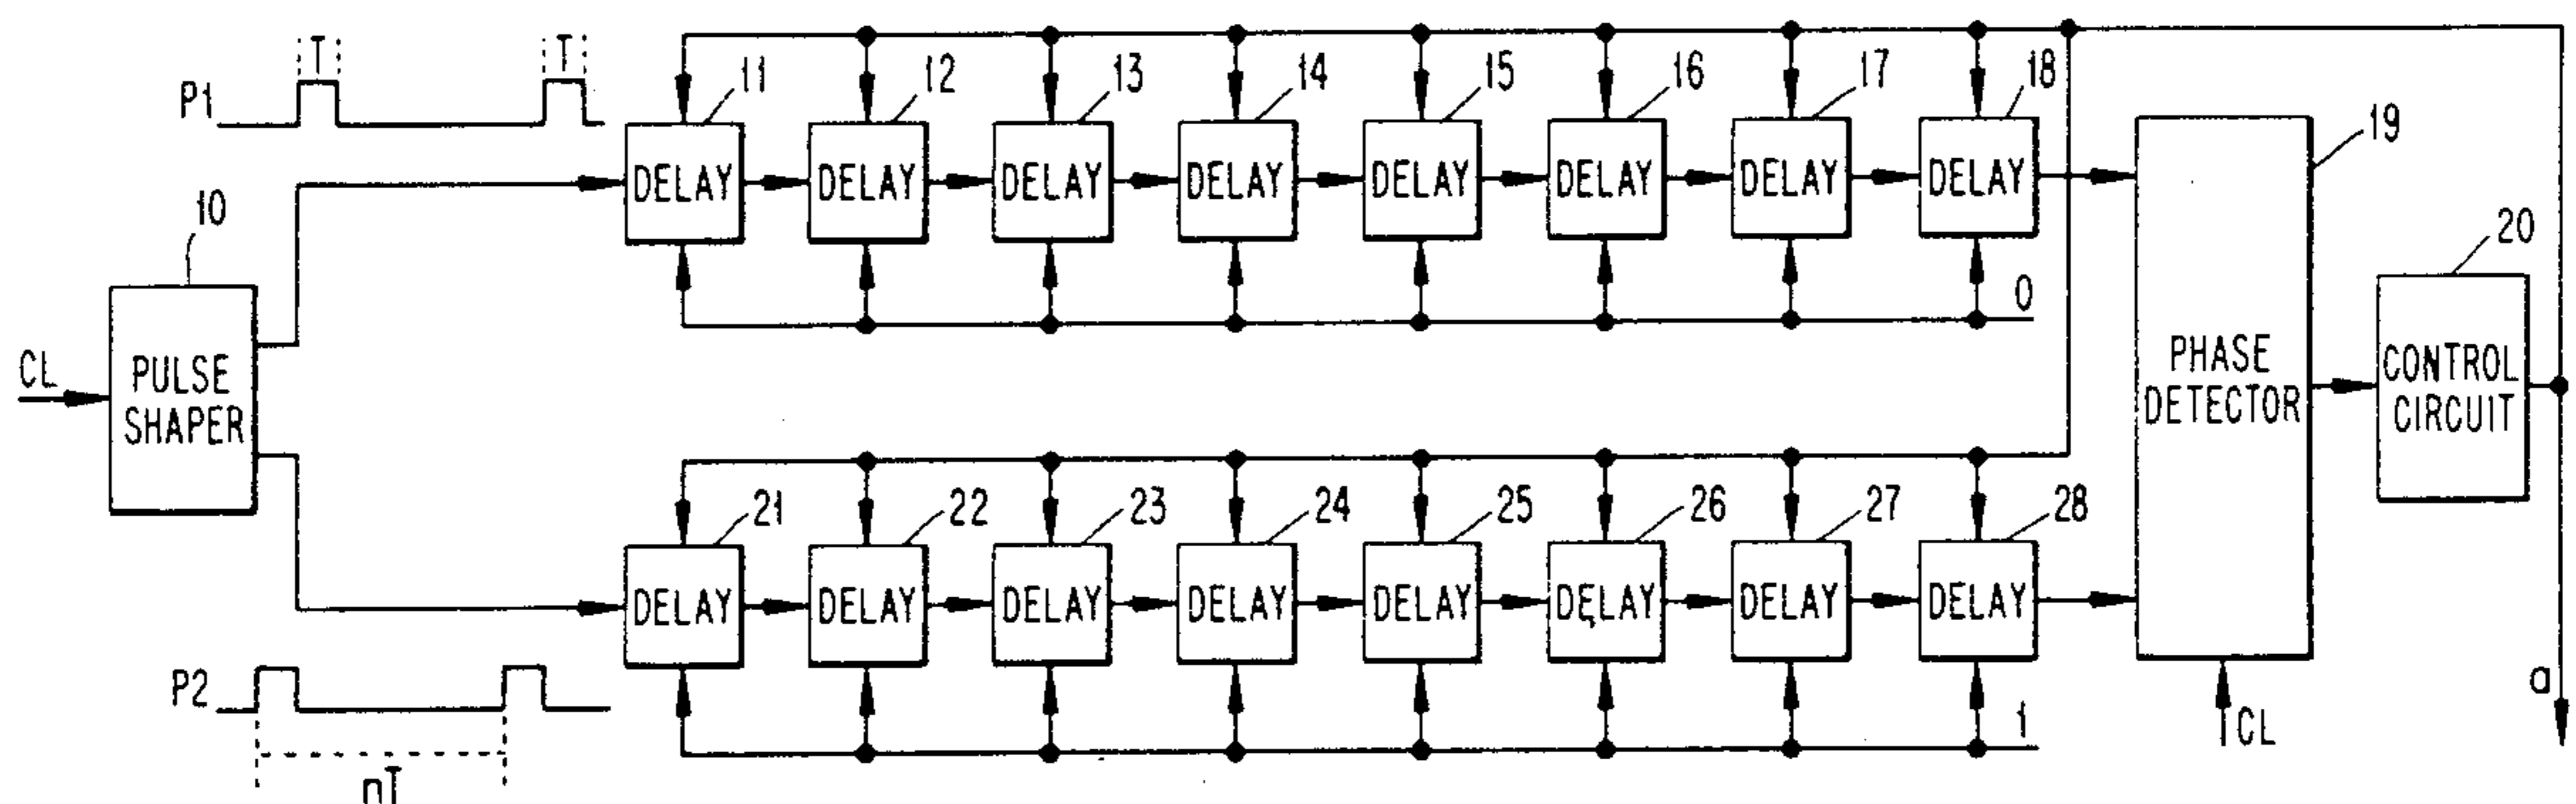 T T
P1
11 12 13 14 15 16 17 18 19
DELAY DELAY DELAY DELAY DELAY DELAY DELAY DELAY
10 20
0
CL PULSE SHAPER
PHASE DETECTOR
CONTROL CIRCUIT
21 22 23 24 25 26 27 28
DELAY DELAY DELAY DELAY DELAY DELAY DELAY DELAY
P2
a
1
CL
nT